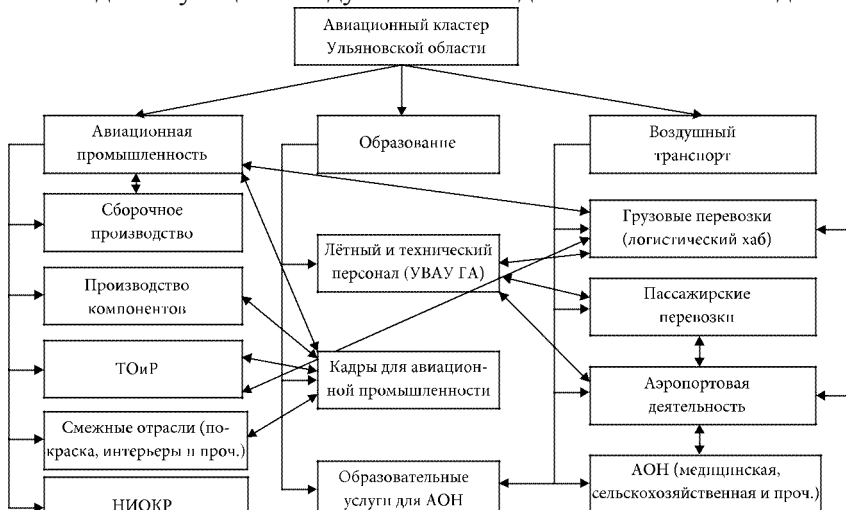 Авиационный кластер
Ульяновской области
Авиационная
промышленность
Образование
Воздушный
транспорт
Сборочное
производство
Грузовые перевозки
(логистический хаб)
Лётный и технический
персонал (УВАУ ГА)
Производство
компонентов
Пассажирские
перевозки
ТОиР
Кадры для авиацион-
ной промышленности
Аэропортовая
деятельность
Смежные отрасли (по-
краска, интерьеры и проч.)
Образовательные
услуги для АОН
АОН (медицинская,
сельскохозяйственная и проч.)
НИОКР